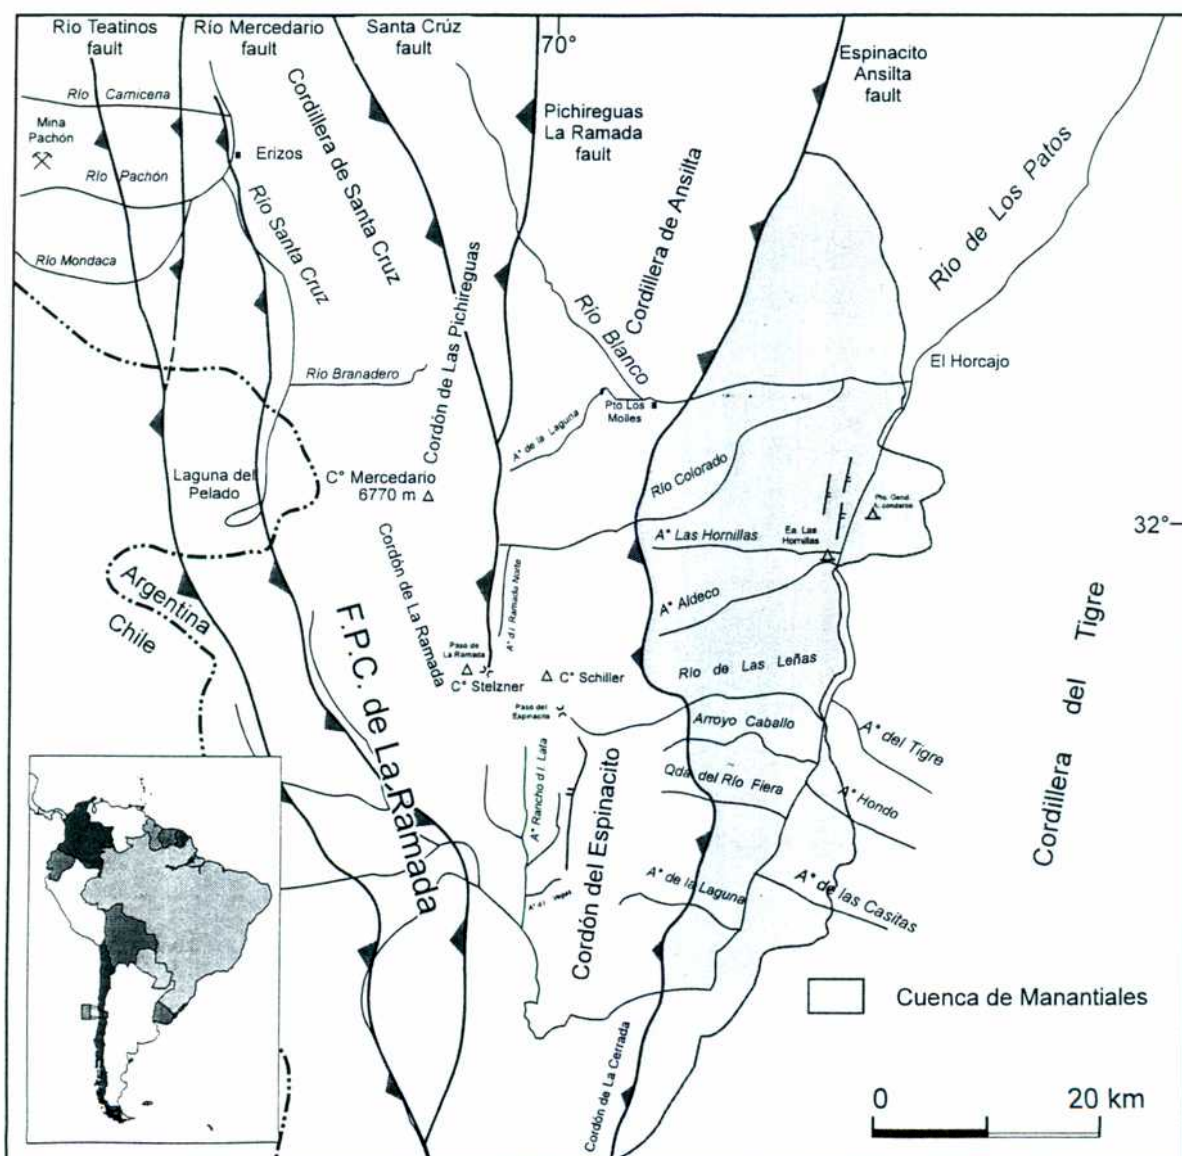 Río Teatinos
fault
Río Mercedario
fault
Santa Crúz
fault
70°
Espinacito
Ansilta
fault
Río Carnicena
Mina
Pachón
Erizos
Río Pachón
Río Mondaca
Río Santa Cruz
Cordillera de Santa Cruz
Pichireguas
La Ramada
fault
Cordillera de Ansilta
Río de Los Patos
Cordón de Las Pichireguas
Río Blanco
Río Branadero
El Horcajo
Pto Los
Molles
A° de la Laguna
Laguna del
Pelado
C° Mercedario
6770 m
Río Colorado
A° Las Hornillas
Ea. Las
Hornillas
32°
Argentina
Chile
Cordón de La Ramada
A° d l. Ramada Norte
A° Aldeco
F.P.C. de La Ramada
Paso de
La Ramada
C° Stelzner
C° Schiller
Río de Las Leñas
Paso del
Espinacito
Arroyo Caballo
A° del Tigre
Cordillera del Tigre
A° Rancho d l. Lata
Cordón del Espinacito
Qda del Río Fiera
A° Hondo
A° de la Laguna
A° de las Casitas
Cuenca de Manantiales
Cordón de La Cerrada
0 20 km